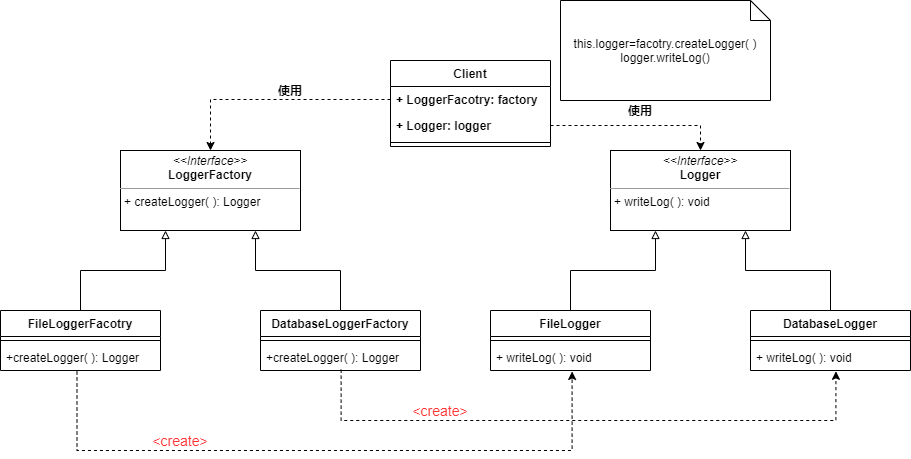 this.logger=facotry.createLogger( )
logger.writeLog()
Client
+ LoggerFacotry: factory
+ Logger: logger
使用
使用
<<Interface>>
LoggerFactory
+ createLogger( ): Logger
<<Interface>>
Logger
+ writeLog( ): void
FileLoggerFacotry
+createLogger( ): Logger
DatabaseLoggerFactory
+createLogger( ): Logger
FileLogger
+ writeLog( ): void
DatabaseLogger
+ writeLog( ): void
<create>
<create>